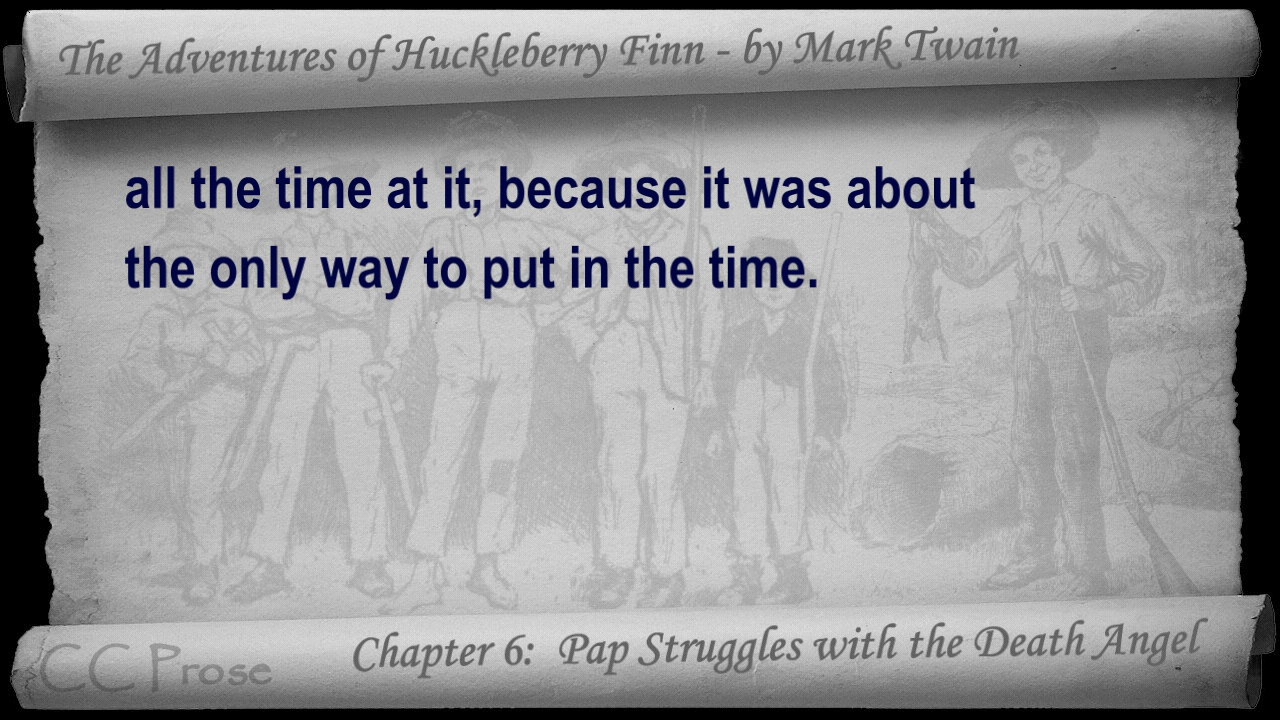 The Adventures of Huckleberry Finn - by Mark Twain
all the time at it, because it was about
the only way to put in the time.
Chapter 6: Pap Struggles with the Death Angel
CC Prose